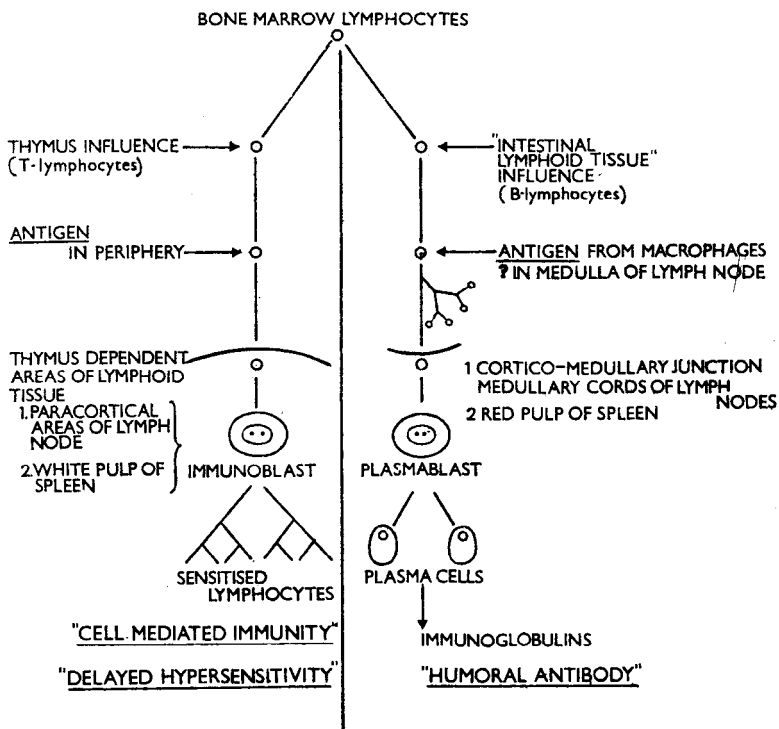 BONE MARROW LYMPHOCYTES
THYMUS INFLUENCE
(T-lymphocytes)
"INTESTINAL
LYMPHOID TISSUE"
INFLUENCE
(B-lymphocytes)
ANTIGEN
IN PERIPHERY
ANTIGEN FROM MACROPHAGES
? IN MEDULLA OF LYMPH NODE
THYMUS DEPENDENT
AREAS OF LYMPHOID
TISSUE
1. PARACORTICAL
AREAS OF LYMPH
NODE
2. WHITE PULP OF
SPLEEN
1 CORTICO-MEDULLARY JUNCTION
MEDULLARY CORDS OF LYMPH
NODES
2 RED PULP OF SPLEEN
IMMUNOBLAST
PLASMABLAST
SENSITISED
LYMPHOCYTES
PLASMA CELLS
"CELL MEDIATED IMMUNITY"
IMMUNOGLOBULINS
"DELAYED HYPERSENSITIVITY"
"HUMORAL ANTIBODY"